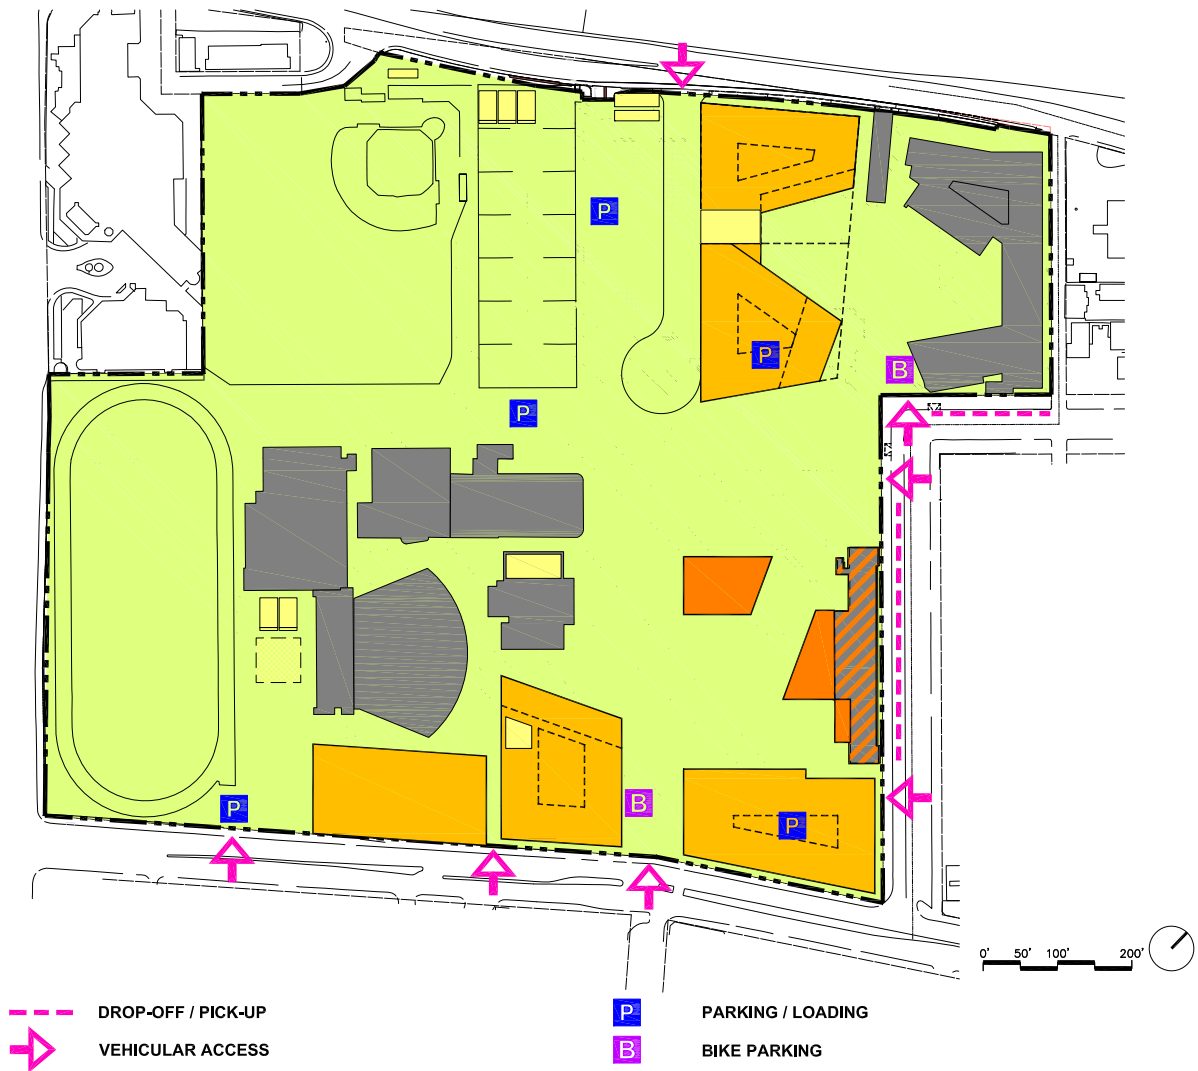 P
P
B
P
P
B
P
0' 50' 100' 200'
DROP-OFF / PICK-UP
P PARKING / LOADING
VEHICULAR ACCESS
B BIKE PARKING